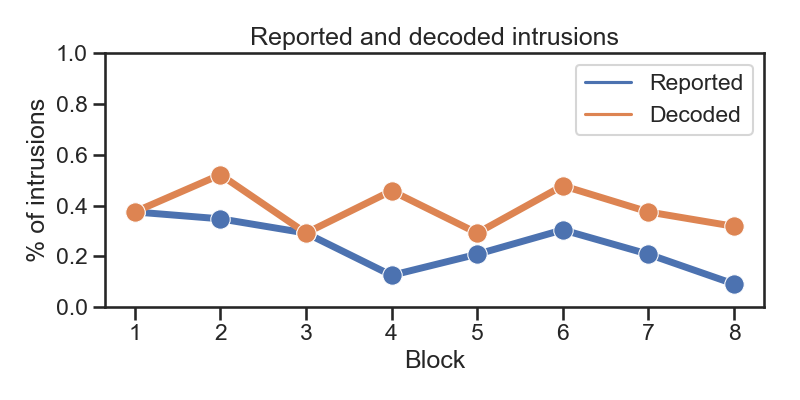 Reported and decoded intrusions
1.0
0.8
0.6
0.4
0.2
0.0
% of intrusions
Reported
Decoded
1 2 3 4 5 6 7 8
Block